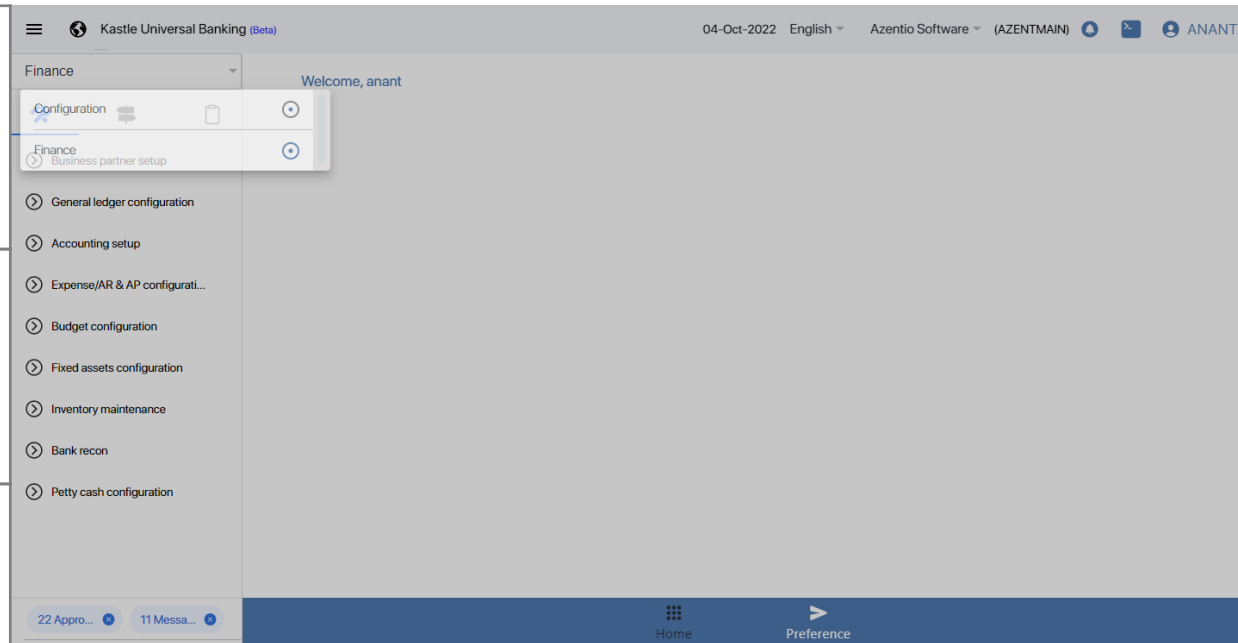 Kastle Universal Banking (Beta)
04-Oct-2022 English Azentio Software (AZENTMAIN) ANANT
Finance
Welcome, anant
Configuration
Finance
Business partner setup
General ledger configuration
Accounting setup
Expense/AR & AP configurati...
Budget configuration
Fixed assets configuration
Inventory maintenance
Bank recon
Petty cash configuration
22 Appro... 11 Messa...
Home Preference